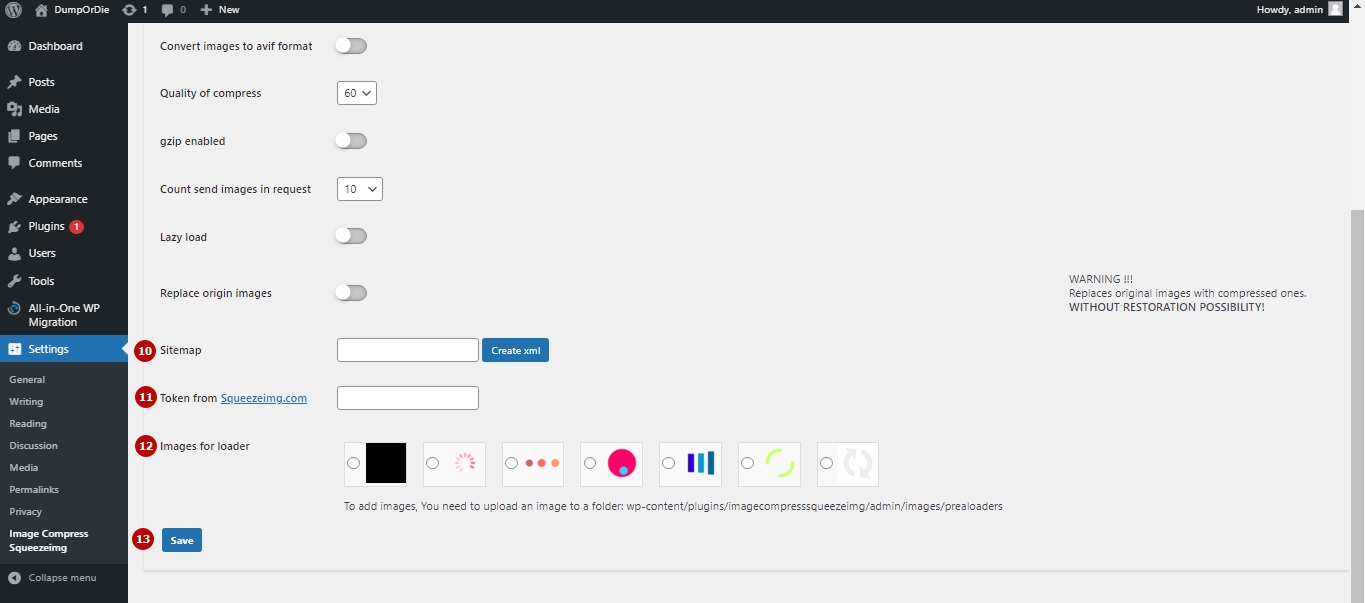 DumpOrDie 1 0 New Howdy, admin
Dashboard
Posts
Media
Pages
Comments
Appearance
Plugins 1
Users
Tools
All-in-One WP
Migration
Settings
General
Writing
Reading
Discussion
Media
Permalinks
Privacy
Image Compress
Squeezeimg
Collapse menu
Convert images to avif format
Quality of compress 60
gzip enabled
Count send images in request 10
Lazy load
Replace origin images
WARNING !!!
Replaces original images with compressed ones.
WITHOUT RESTORATION POSSIBILITY!
10 Sitemap Create xml
11 Token from Squeezeimg.com
12 Images for loader
To add images, You need to upload an image to a folder: wp-content/plugins/imagecompresssqueezeimg/admin/images/prealoaders
13 Save